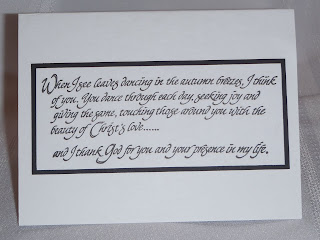 When I see leaves dancing in the autumn breezes, I think
of you. You dance through each day, seeking joy and
giving the same, touching those around you with the
beauty of Christ's love......
and I thank God for you and your presence in my life.